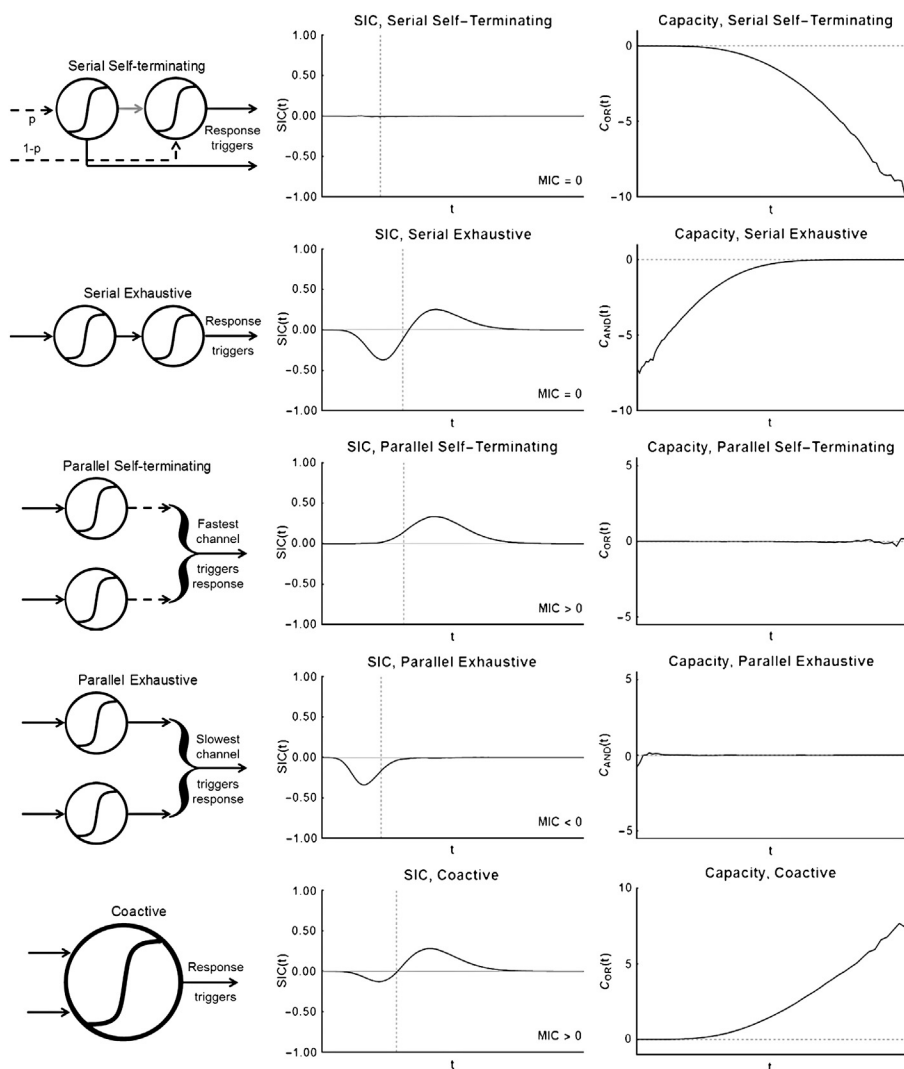 SIC, Serial Self-Terminating
Capacity, Serial Self-Terminating
Serial Self-terminating
p
1-p
Response
triggers
1.00
0.50
0.00
-0.50
-1.00
SIC(t)
MIC = 0
t
0
-5
-10
COR(t)
t
SIC, Serial Exhaustive
Capacity, Serial Exhaustive
Serial Exhaustive
Response
triggers
1.00
0.50
0.00
-0.50
-1.00
SIC(t)
MIC = 0
t
0
-5
-10
CAND(t)
t
SIC, Parallel Self-Terminating
Capacity, Parallel Self-Terminating
Parallel Self-terminating
Fastest
channel
triggers
response
1.00
0.50
0.00
-0.50
-1.00
SIC(t)
MIC > 0
t
5
0
-5
COR(t)
t
SIC, Parallel Exhaustive
Capacity, Parallel Exhaustive
Parallel Exhaustive
Slowest
channel
triggers
response
1.00
0.50
0.00
-0.50
-1.00
SIC(t)
MIC < 0
t
5
0
-5
CAND(t)
t
SIC, Coactive
Capacity, Coactive
Coactive
Response
triggers
1.00
0.50
0.00
-0.50
-1.00
SIC(t)
MIC > 0
t
10
5
0
COR(t)
t